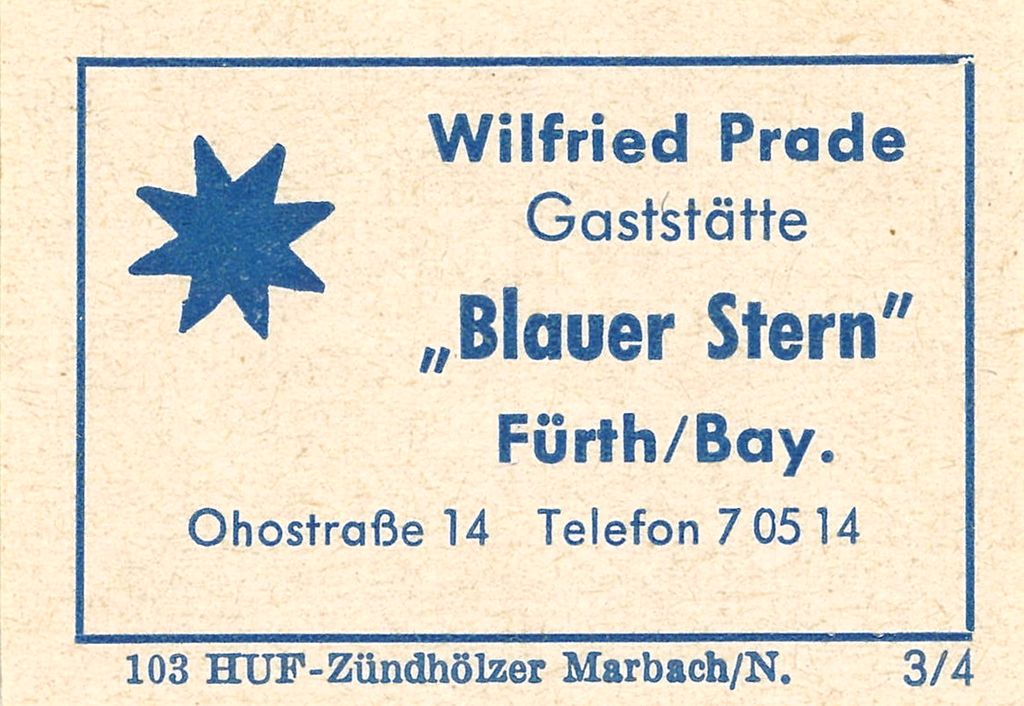 Wilfried Prade
Gaststätte
„Blauer Stern"
Fürth/Bay.
Ohostraße 14 Telefon 7 05 14
103 HUF-Zündhölzer Marbach/N. 3/4